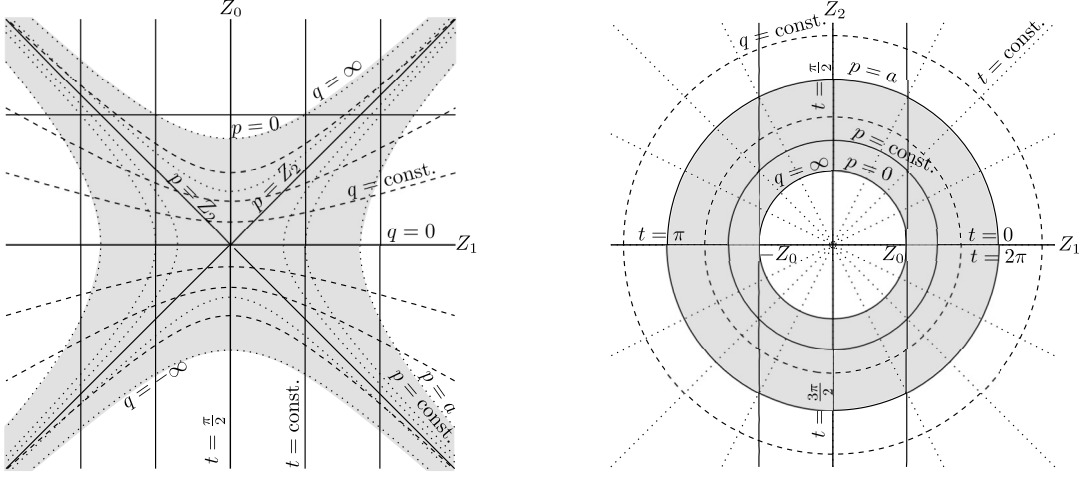 Z₀
q = ∞
p = 0
p = Z₂
p = Z₂
q = const.
q = 0
Z₁
q = −∞
p = a
p = const.
t = π/2
t = const.
Z₂
q = const.
t = const.
t = π/2
p = a
p = const.
q = ∞
p = 0
t = π
t = 0
Z₁
−Z₀
Z₀
t = 2π
t = 3π/2